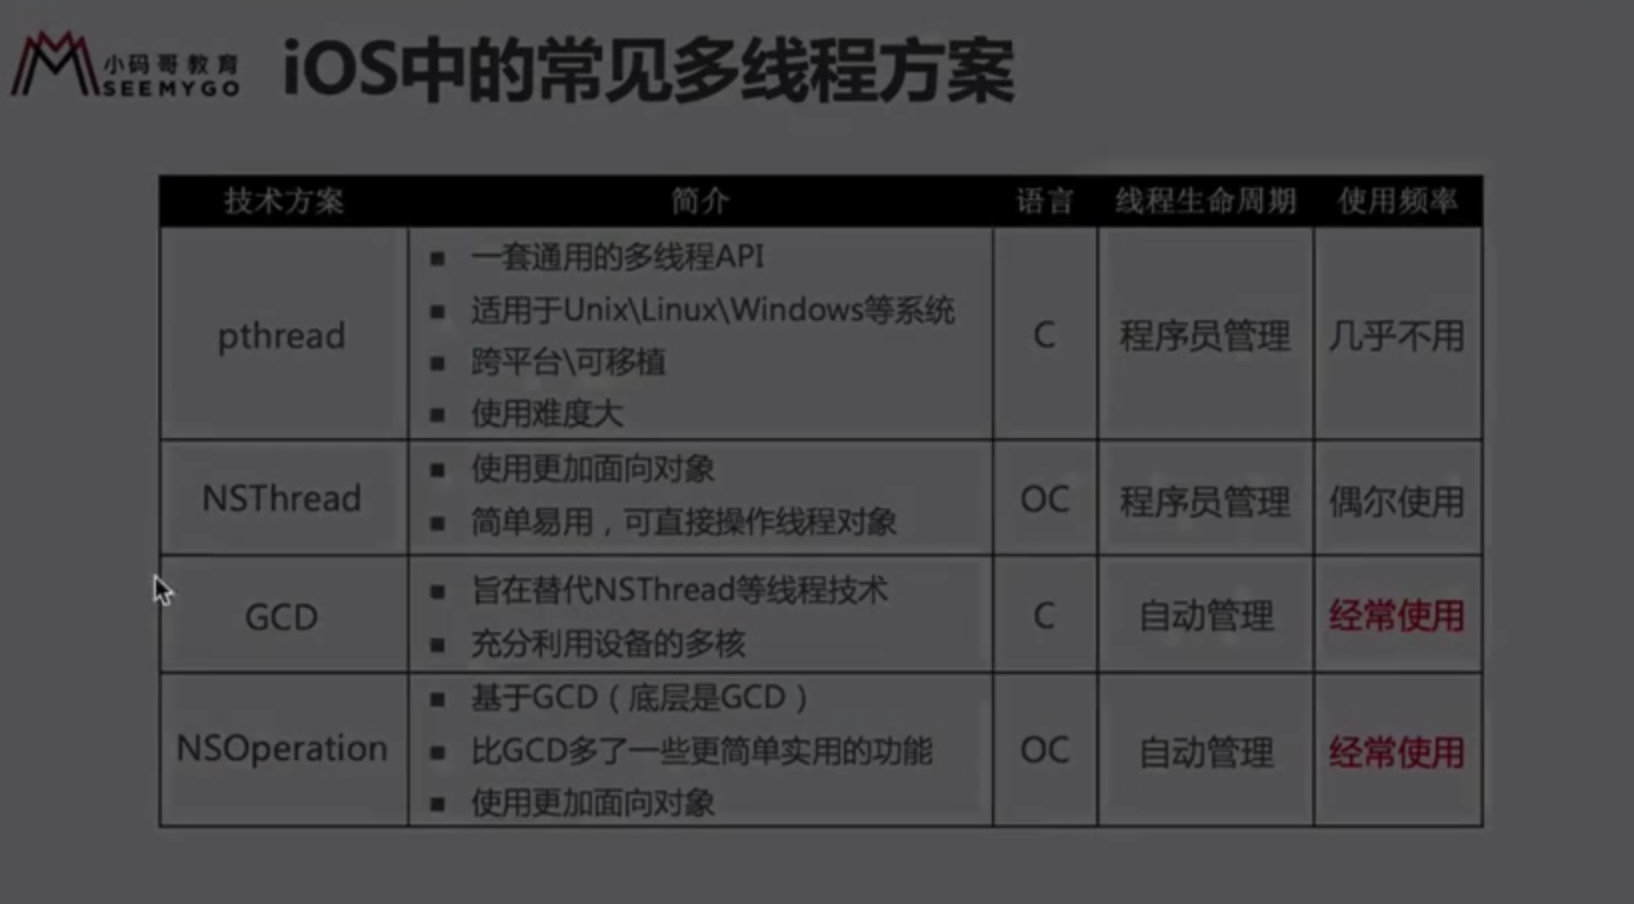 小码哥教育
SEEMYGO
iOS中的常见多线程方案
技术方案 简介 语言 线程生命周期 使用频率
pthread
■ 一套通用的多线程API
■ 适用于Unix\Linux\Windows等系统
■ 跨平台\可移植
■ 使用难度大
C
程序员管理
几乎不用
NSThread
■ 使用更加面向对象
■ 简单易用，可直接操作线程对象
OC
程序员管理
偶尔使用
GCD
■ 旨在替代NSThread等线程技术
■ 充分利用设备的多核
C
自动管理
经常使用
NSOperation
■ 基于GCD（底层是GCD）
■ 比GCD多了一些更简单实用的功能
■ 使用更加面向对象
OC
自动管理
经常使用